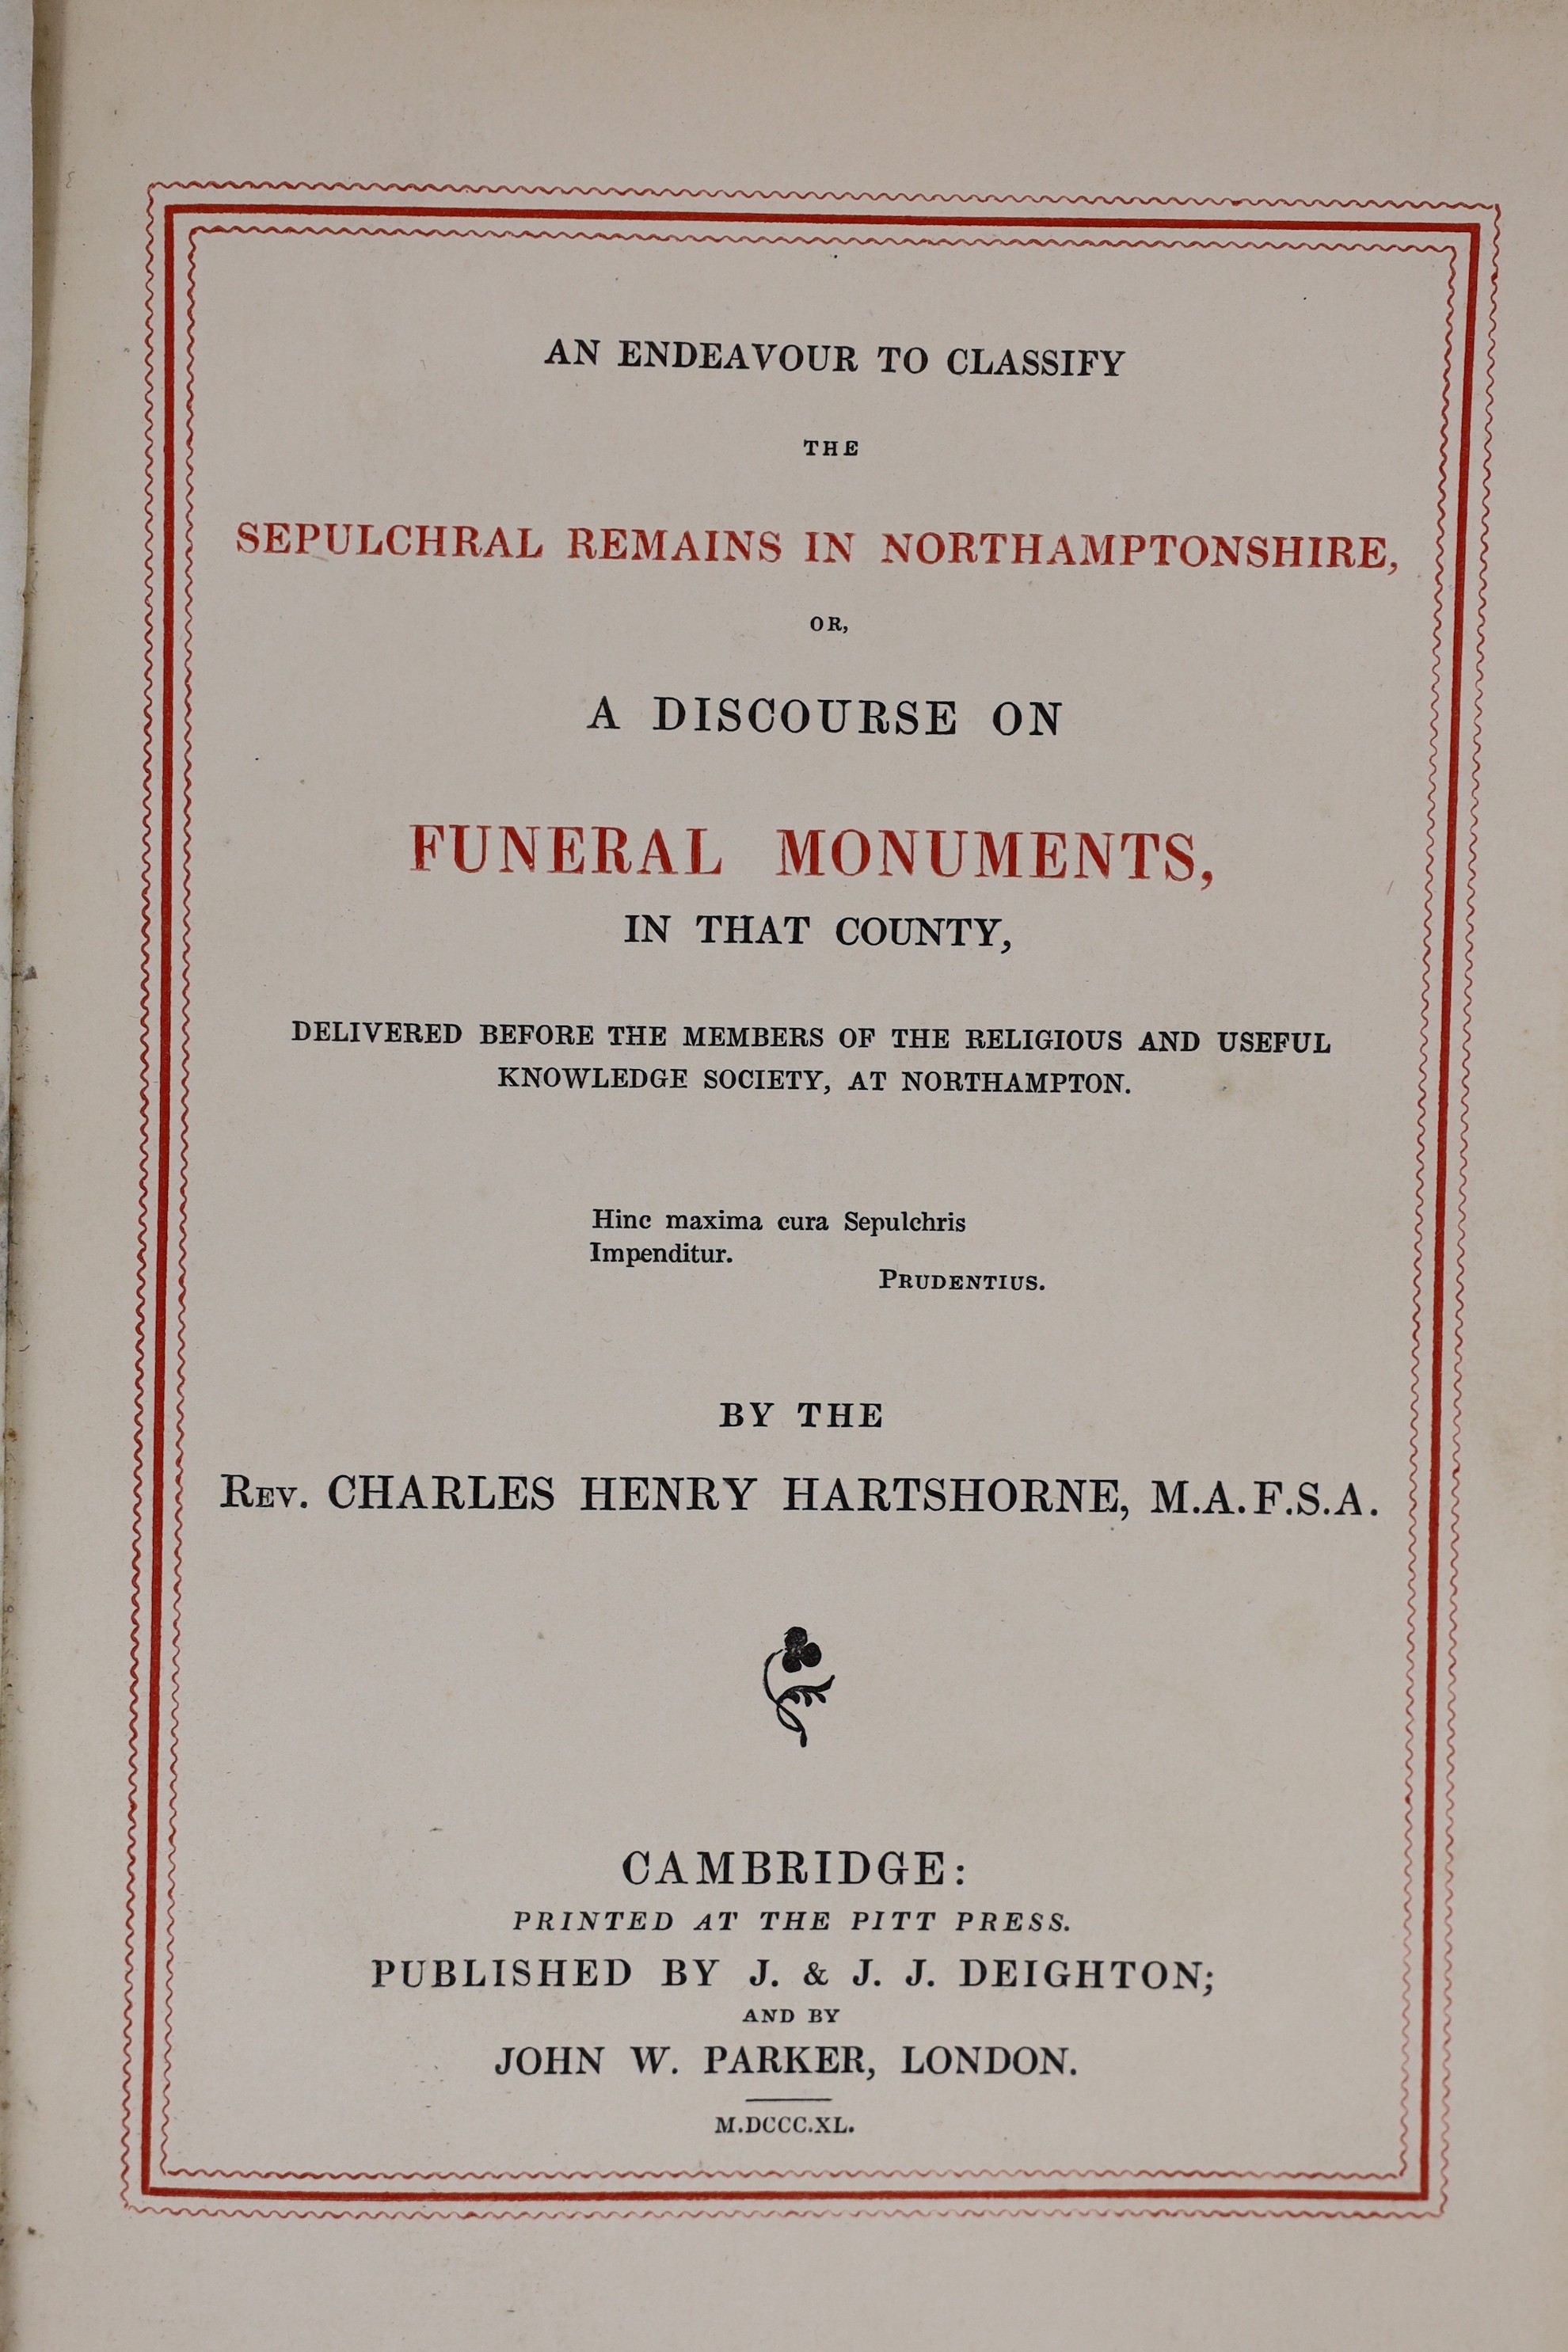 AN ENDEAVOUR TO CLASSIFY
THE
SEPULCHRAL REMAINS IN NORTHAMPTONSHIRE,
OR,
A DISCOURSE ON
FUNERAL MONUMENTS,
IN THAT COUNTY,
DELIVERED BEFORE THE MEMBERS OF THE RELIGIOUS AND USEFUL
KNOWLEDGE SOCIETY, AT NORTHAMPTON.
Hinc maxima cura Sepulchris
Impenditur.
PRUDENTIUS.
BY THE
REV. CHARLES HENRY HARTSHORNE, M.A. F.S.A.
CAMBRIDGE:
PRINTED AT THE PITT PRESS.
PUBLISHED BY J. & J. J. DEIGHTON;
AND BY
JOHN W. PARKER, LONDON.
M.DCCC.XL.